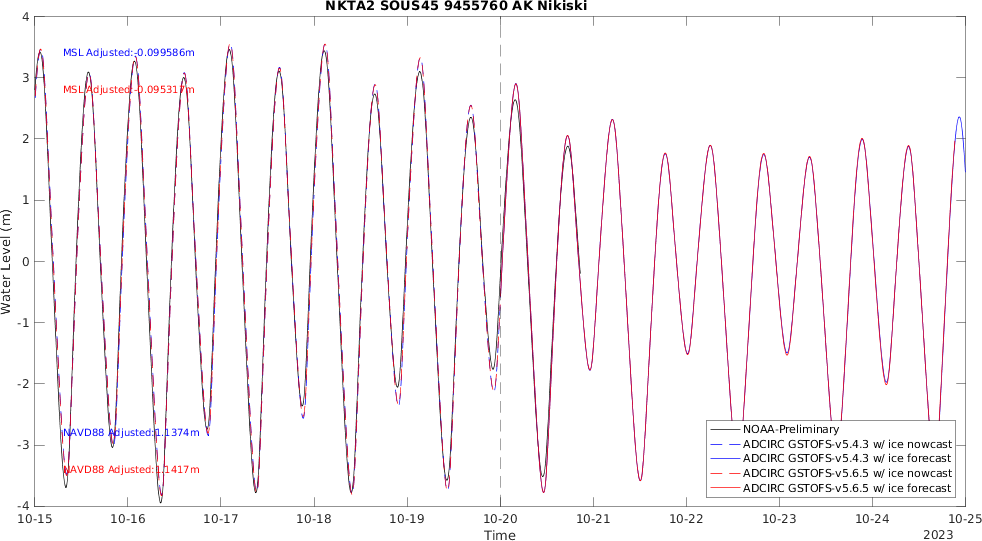 NKTA2 SOUS45 9455760 AK Nikiski
Water Level (m)
4
3
2
1
0
-1
-2
-3
-4
MSL Adjusted:-0.099586m
MSL Adjusted:-0.095317m
NAVD88 Adjusted:1.1374m
NAVD88 Adjusted:1.1417m
NOAA-Preliminary
ADCIRC GSTOFS-v5.4.3 w/ ice nowcast
ADCIRC GSTOFS-v5.4.3 w/ ice forecast
ADCIRC GSTOFS-v5.6.5 w/ ice nowcast
ADCIRC GSTOFS-v5.6.5 w/ ice forecast
10-15 10-16 10-17 10-18 10-19 10-20 10-21 10-22 10-23 10-24 10-25
Time
2023